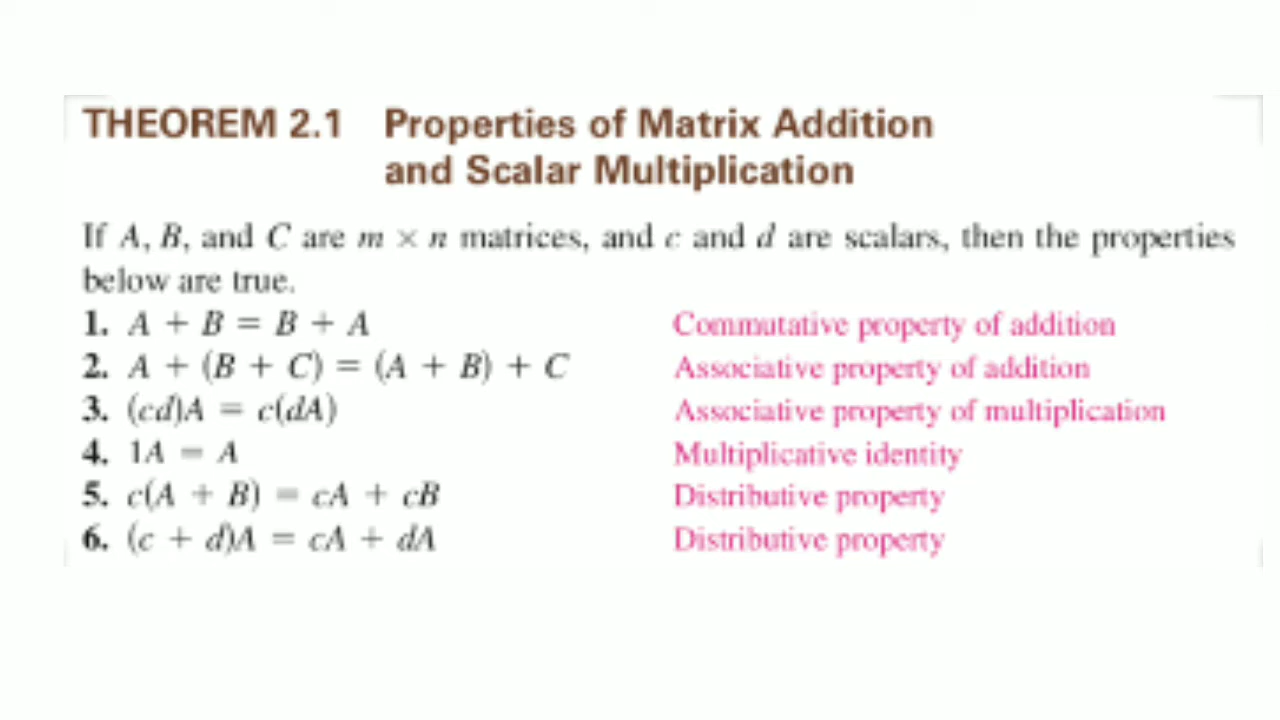 THEOREM 2.1 Properties of Matrix Addition
and Scalar Multiplication
If A, B, and C are m × n matrices, and c and d are scalars, then the properties
below are true.
1. A + B = B + A Commutative property of addition
2. A + (B + C) = (A + B) + C Associative property of addition
3. (cd)A = c(dA) Associative property of multiplication
4. 1A = A Multiplicative identity
5. c(A + B) = cA + cB Distributive property
6. (c + d)A = cA + dA Distributive property